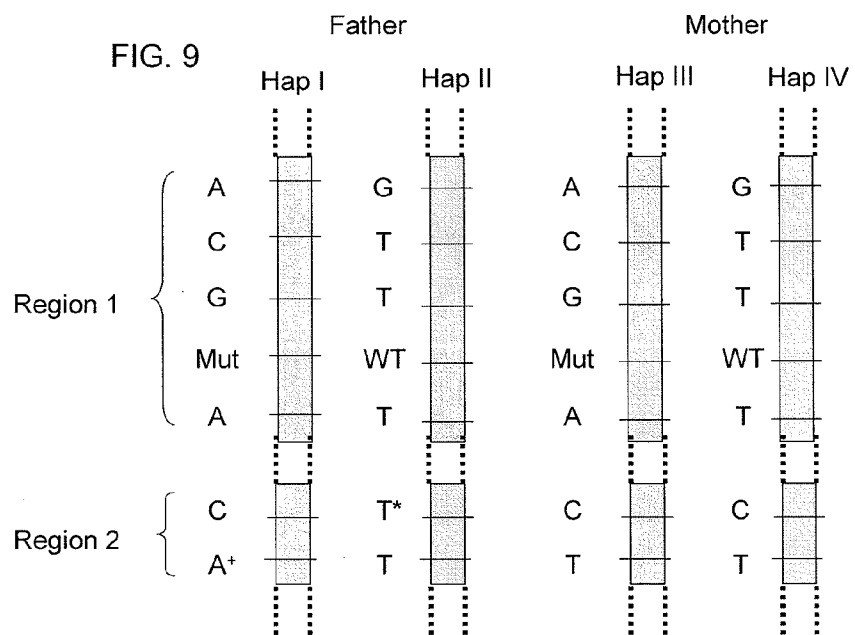 Father Mother
FIG. 9
Hap I Hap II Hap III Hap IV
A G A G
C T C T
Region 1 G T G T
Mut WT Mut WT
A T A T
C T* C C
Region 2
A+ T T T